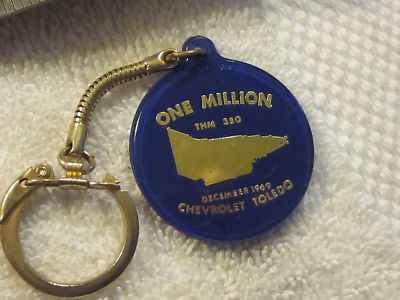 ONE MILLION
THM 350
DECEMBER 1969
CHEVROLET TOLEDO